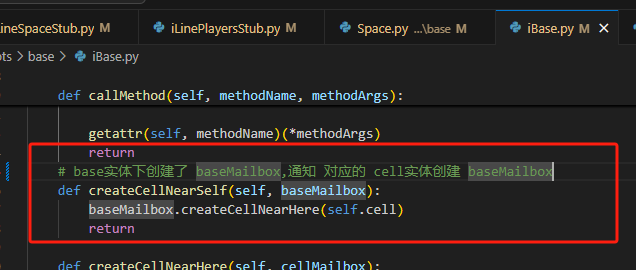 LineSpaceStub.py M
iLinePlayersStub.py M
Space.py ...\base M
iBase.py M
ots > base > iBase.py
def callMethod(self, methodName, methodArgs):
getattr(self, methodName)(*methodArgs)
return
# base实体下创建了 baseMailbox,通知 对应的 cell实体创建 baseMailbox
def createCellNearSelf(self, baseMailbox):
baseMailbox.createCellNearHere(self.cell)
return
def createCellNearHere(self, cellMailbox):